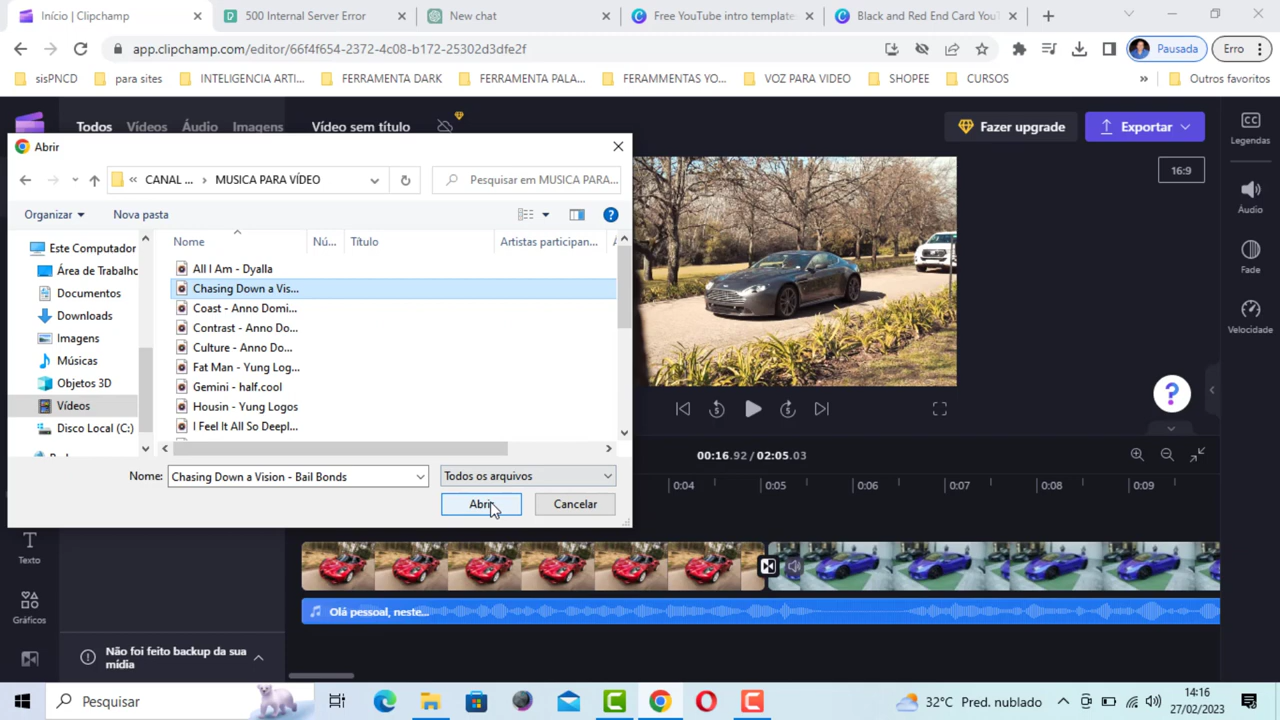 Início | Clipchamp
500 Internal Server Error
New chat
Free YouTube intro template
Black and Red End Card YouT
app.clipchamp.com/editor/66f4f654-2372-4c08-b172-25302d3dfe2f
Pausada
Erro
sisPNCD
para sites
INTELIGENCIA ARTI...
FERRAMENTA DARK
FERRAMENTA PALA...
FERAMMENTAS YO...
VOZ PARA VIDEO
SHOPEE
CURSOS
»
Outros favoritos
Todos
Vídeos
Áudio
Imagens
Vídeo sem título
Fazer upgrade
Exportar
CC
Legendas
16:9
Áudio
Fade
Velocidade
Abrir
« CANAL ... › MUSICA PARA VÍDEO
Pesquisar em MUSICA PARA...
Organizar
Nova pasta
Nome
Nú...
Título
Artistas participan...
Este Computador
Área de Trabalho
Documentos
Downloads
Imagens
Músicas
Objetos 3D
Vídeos
Disco Local (C:)
All I Am - Dyalla
Chasing Down a Vis...
Coast - Anno Domi...
Contrast - Anno Do...
Culture - Anno Do...
Fat Man - Yung Log...
Gemini - half.cool
Housin - Yung Logos
I Feel It All So Deepl...
Nome:
Chasing Down a Vision - Bail Bonds
Todos os arquivos
Abrir
Cancelar
5
5
?
00:16.92 / 02:05.03
0:04
0:05
0:06
0:07
0:08
0:09
Texto
Gráficos
Olá pessoal, neste...
Não foi feito backup da sua
mídia
Pesquisar
32°C Pred. nublado
14:16
27/02/2023